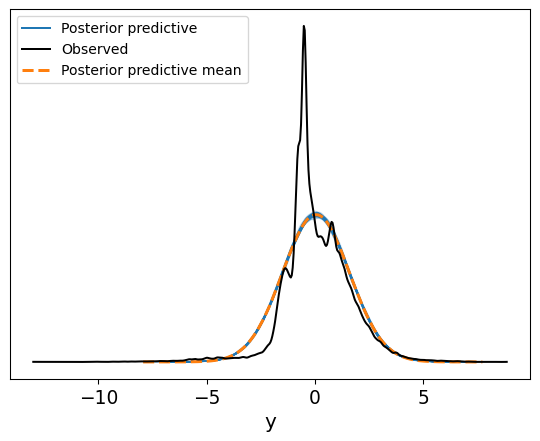 Posterior predictive
Observed
Posterior predictive mean
−10
−5
0
5
y